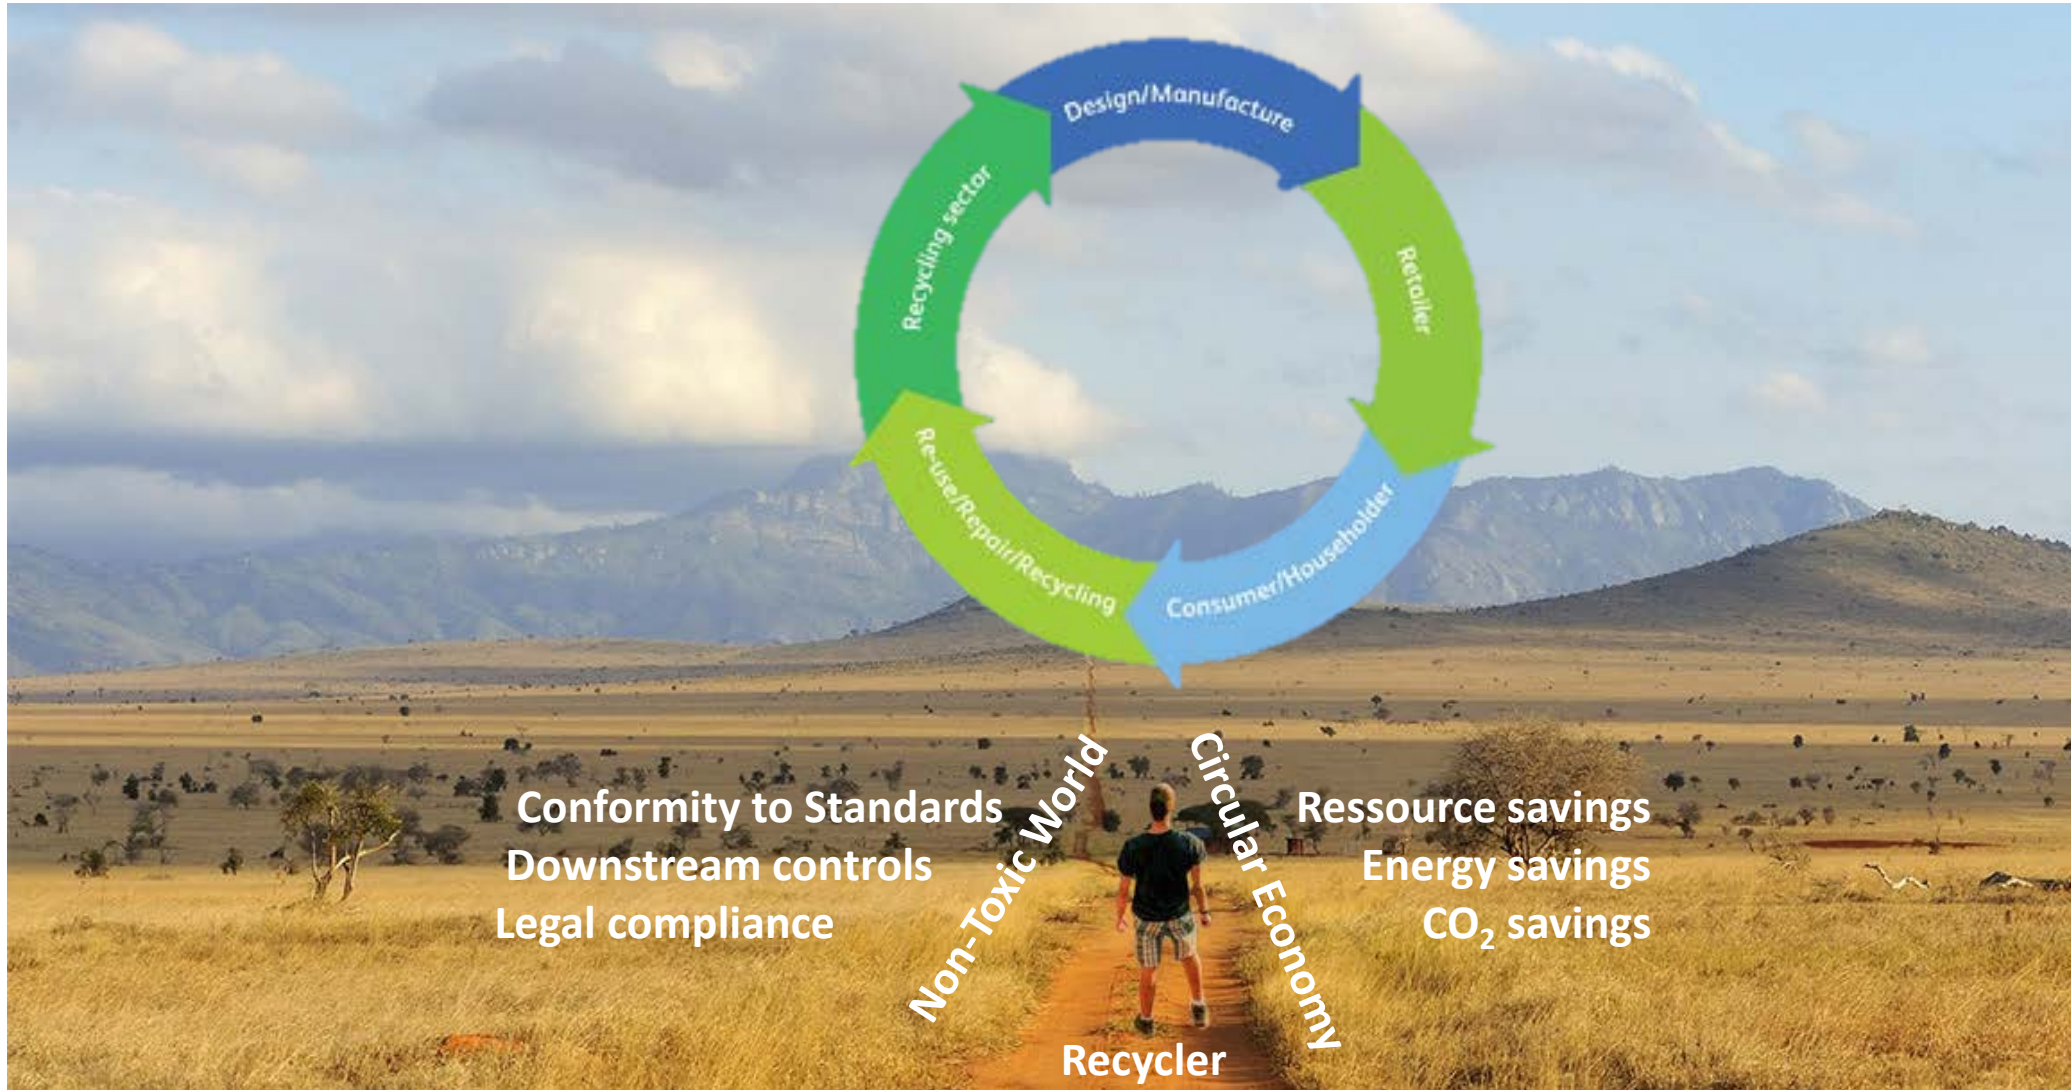 Design/Manufacture
Retailer
Consumer/Householder
Re-use/Repair/Recycling
Recycling sector
Non-Toxic World
Circular Economy
Conformity to Standards
Downstream controls
Legal compliance
Ressource savings
Energy savings
CO₂ savings
Recycler